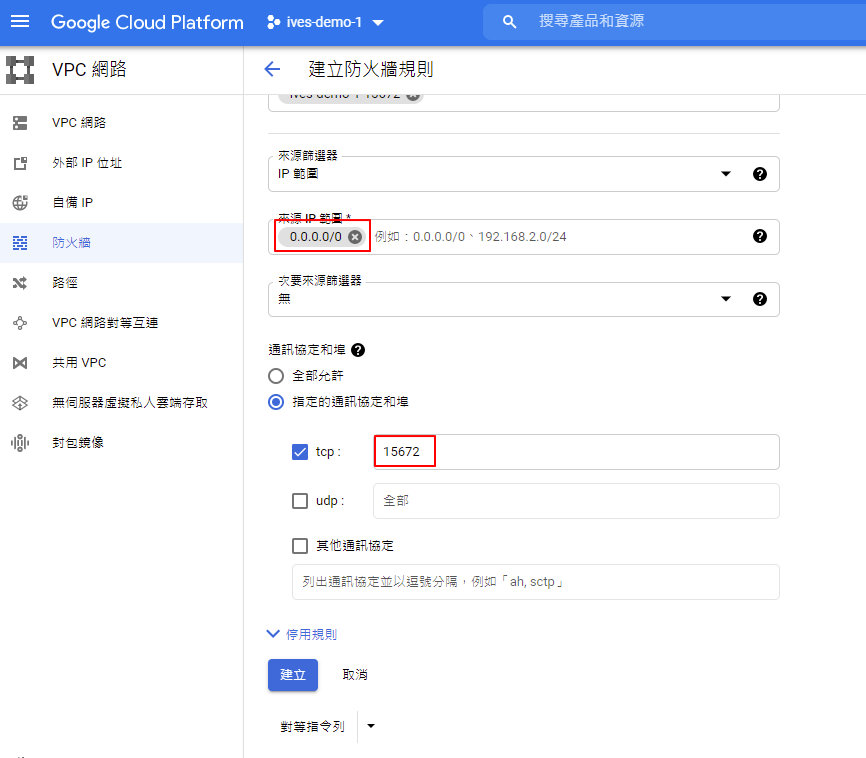 Google Cloud Platform
ives-demo-1
搜尋產品和資源
VPC 網路
建立防火牆規則
VPC 網路
外部 IP 位址
自備 IP
防火牆
路徑
VPC 網路對等互連
共用 VPC
無伺服器虛擬私人雲端存取
封包鏡像
ives-demo-1-15672
來源篩選器
IP 範圍
來源 IP 範圍 *
0.0.0.0/0 例如：0.0.0.0/0、192.168.2.0/24
次要來源篩選器
無
通訊協定和埠
全部允許
指定的通訊協定和埠
tcp : 15672
udp : 全部
其他通訊協定
列出通訊協定並以逗號分隔，例如「ah, sctp」
停用規則
建立 取消
對等指令列